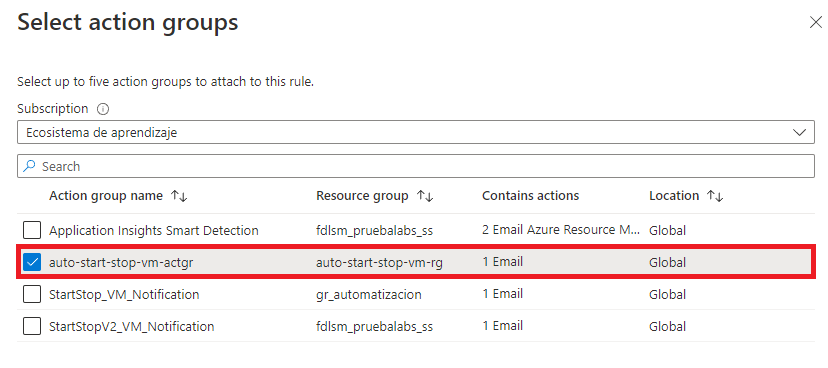 Select action groups
Select up to five action groups to attach to this rule.
Subscription
Ecosistema de aprendizaje
Search
Action group name Resource group Contains actions Location
Application Insights Smart Detection fdlsm_pruebalabs_ss 2 Email Azure Resource M... Global
auto-start-stop-vm-actgr auto-start-stop-vm-rg 1 Email Global
StartStop_VM_Notification gr_automatizacion 1 Email Global
StartStopV2_VM_Notification fdlsm_pruebalabs_ss 1 Email Global